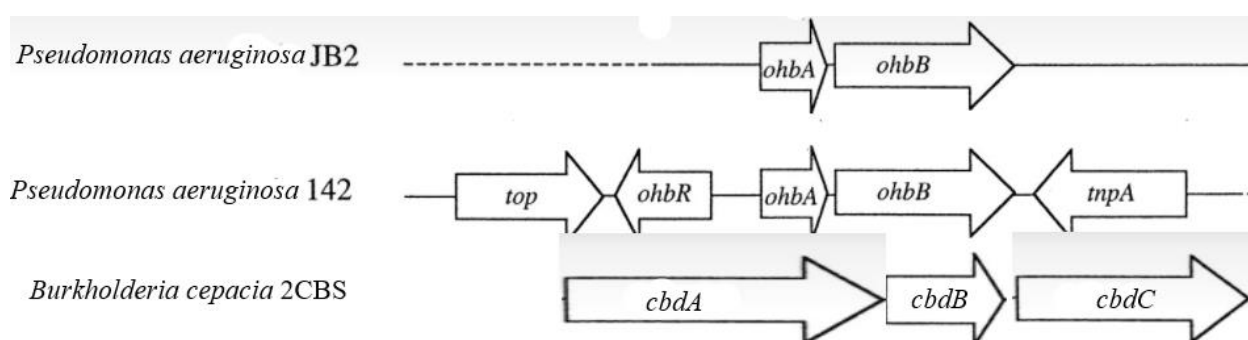 Pseudomonas aeruginosa JB2 ohbA ohbB
Pseudomonas aeruginosa 142 top ohbR ohbA ohbB tnpA
Burkholderia cepacia 2CBS cbdA cbdB cbdC